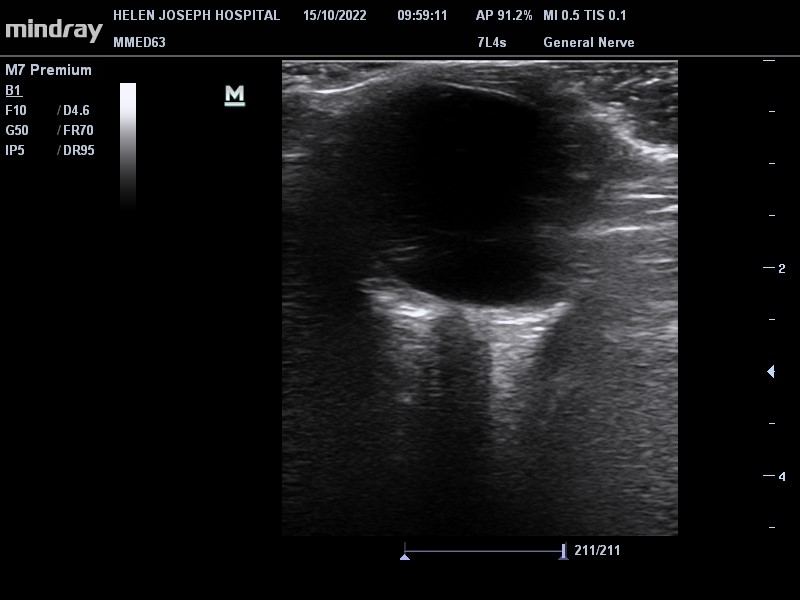 mindray
HELEN JOSEPH HOSPITAL 15/10/2022 09:59:11 AP 91.2% MI 0.5 TIS 0.1
MMED63 7L4s General Nerve
M7 Premium
B1
F10 / D4.6
G50 / FR70
IP5 / DR95
M
2
4
211/211